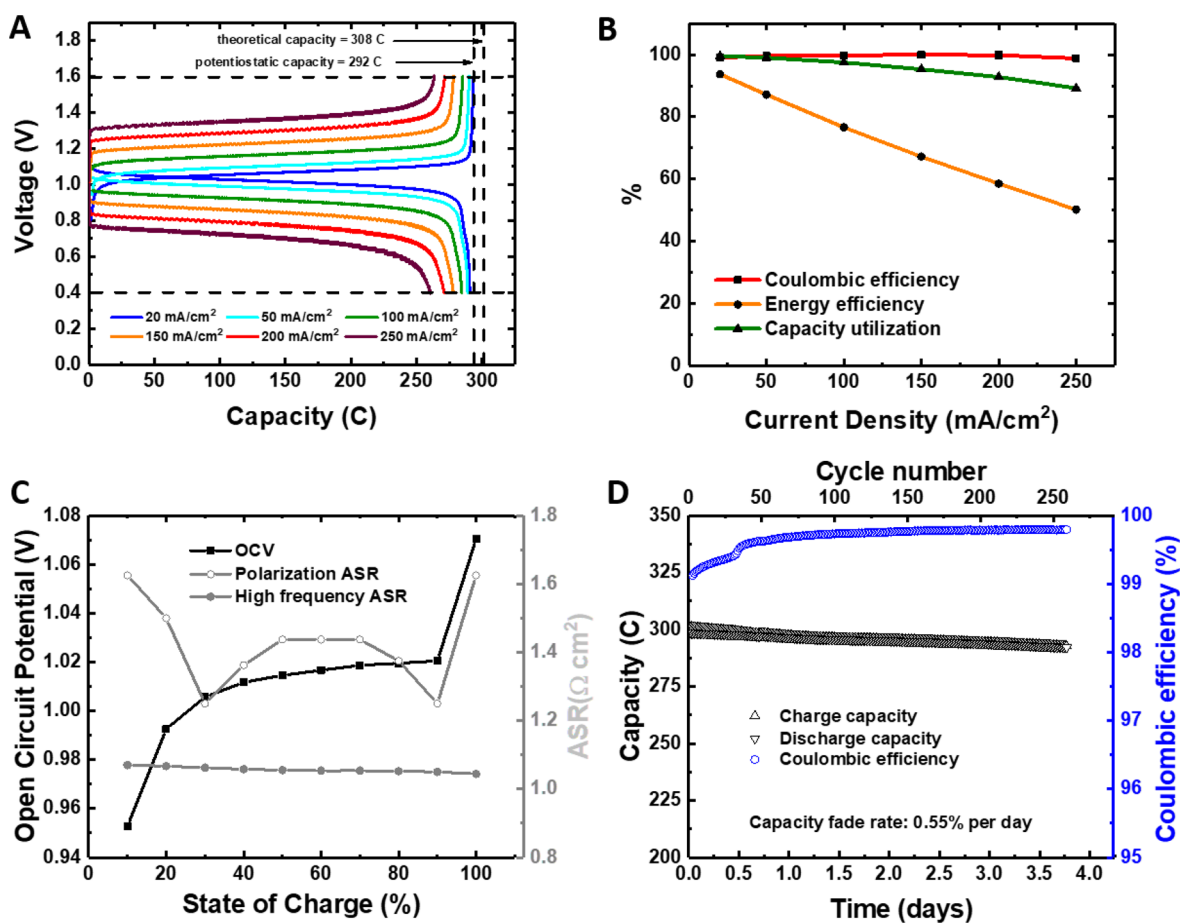 A
theoretical capacity = 308 C
potentiostatic capacity = 292 C
1.8
1.6
1.4
1.2
1.0
0.8
0.6
0.4
0.2
0.0
Voltage (V)
20 mA/cm²
50 mA/cm²
100 mA/cm²
150 mA/cm²
200 mA/cm²
250 mA/cm²
0
50
100
150
200
250
300
Capacity (C)
B
100
80
60
40
20
0
%
Coulombic efficiency
Energy efficiency
Capacity utilization
0
50
100
150
200
250
Current Density (mA/cm²)
C
1.08
1.06
1.04
1.02
1.00
0.98
0.96
0.94
Open Circuit Potential (V)
OCV
Polarization ASR
High frequency ASR
1.8
1.6
1.4
1.2
1.0
0.8
ASR(Ω cm²)
10
20
30
40
50
60
70
80
90
100
State of Charge (%)
D
Cycle number
0
50
100
150
200
250
350
325
300
275
250
225
200
Capacity (C)
Charge capacity
Discharge capacity
Coulombic efficiency
Capacity fade rate: 0.55% per day
100
99
98
97
96
95
Coulombic efficiency (%)
0.0
0.5
1.0
1.5
2.0
2.5
3.0
3.5
4.0
Time (days)